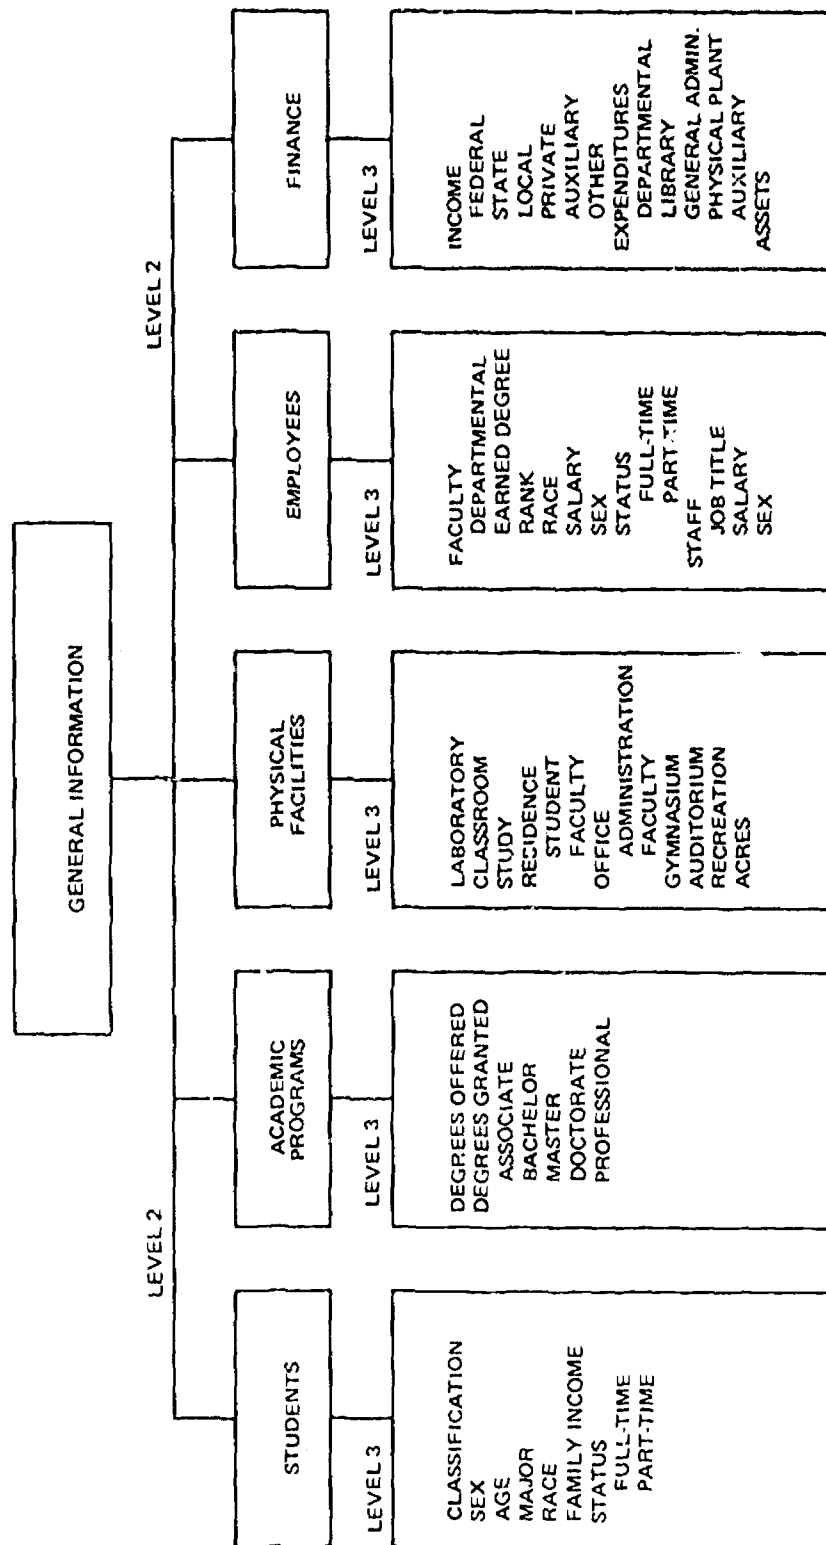 GENERAL INFORMATION
LEVEL 2
LEVEL 2
STUDENTS
LEVEL 3
CLASSIFICATION
SEX
AGE
MAJOR
RACE
FAMILY INCOME
STATUS
FULL-TIME
PART-TIME
ACADEMIC
PROGRAMS
LEVEL 3
DEGREES OFFERED
DEGREES GRANTED
ASSOCIATE
BACHELOR
MASTER
DOCTORATE
PROFESSIONAL
PHYSICAL
FACILITIES
LEVEL 3
LABORATORY
CLASSROOM
STUDY
RESIDENCE
STUDENT
FACULTY
OFFICE
ADMINISTRATION
FACULTY
GYMNASIUM
AUDITORIUM
RECREATION
ACRES
EMPLOYEES
LEVEL 3
FACULTY
DEPARTMENTAL
EARNED DEGREE
RANK
RACE
SALARY
SEX
STATUS
FULL-TIME
PART-TIME
STAFF
JOB TITLE
SALARY
SEX
FINANCE
LEVEL 3
INCOME
FEDERAL
STATE
LOCAL
PRIVATE
AUXILIARY
OTHER
EXPENDITURES
DEPARTMENTAL
LIBRARY
GENERAL ADMIN.
PHYSICAL PLANT
AUXILIARY
ASSETS